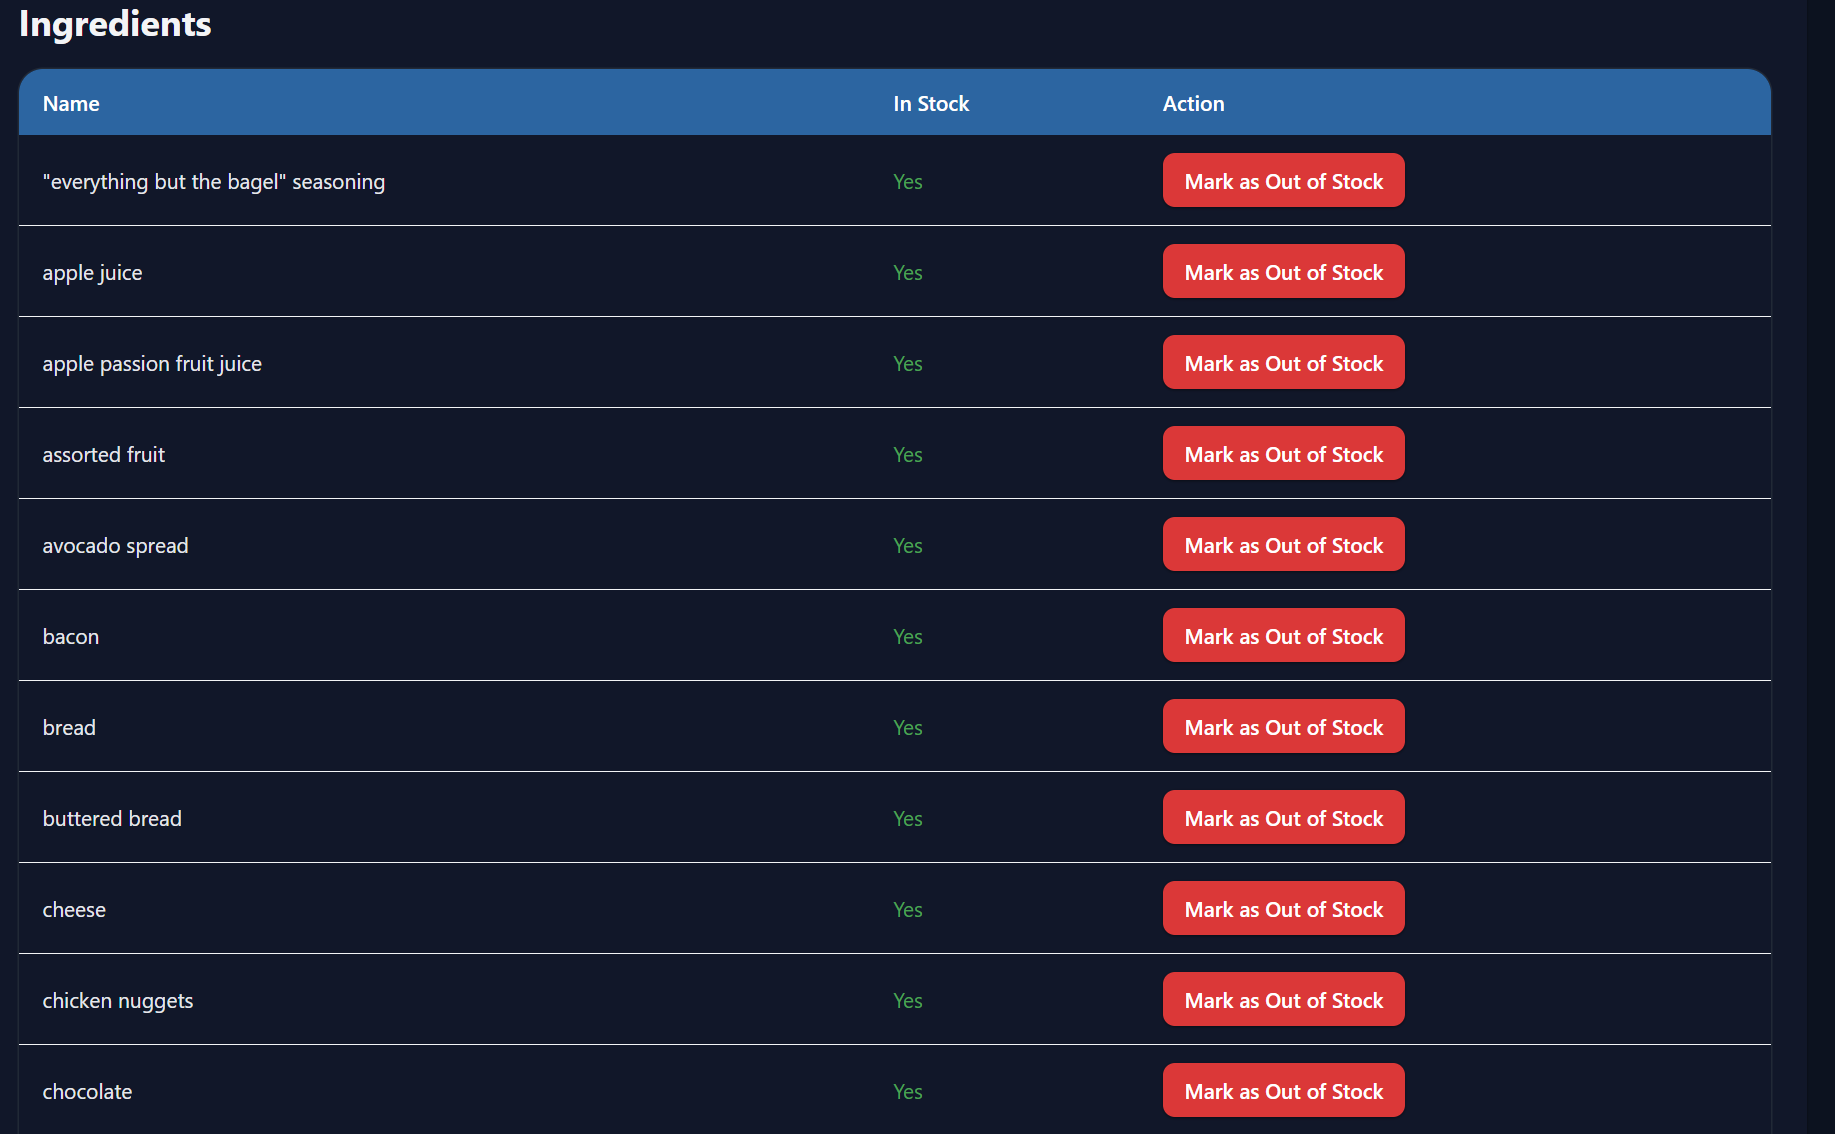 Ingredients
Name In Stock Action
"everything but the bagel" seasoning Yes Mark as Out of Stock
apple juice Yes Mark as Out of Stock
apple passion fruit juice Yes Mark as Out of Stock
assorted fruit Yes Mark as Out of Stock
avocado spread Yes Mark as Out of Stock
bacon Yes Mark as Out of Stock
bread Yes Mark as Out of Stock
buttered bread Yes Mark as Out of Stock
cheese Yes Mark as Out of Stock
chicken nuggets Yes Mark as Out of Stock
chocolate Yes Mark as Out of Stock